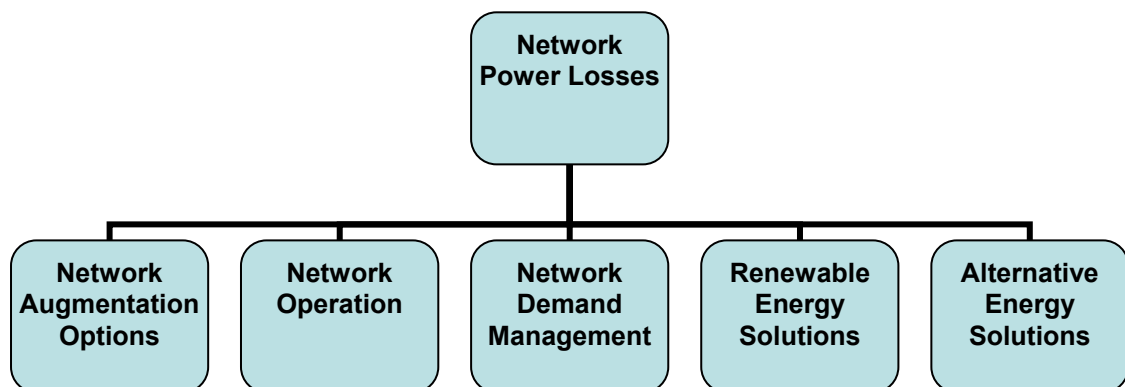 Network
Power Losses
Network
Augmentation
Options
Network
Operation
Network
Demand
Management
Renewable
Energy
Solutions
Alternative
Energy
Solutions